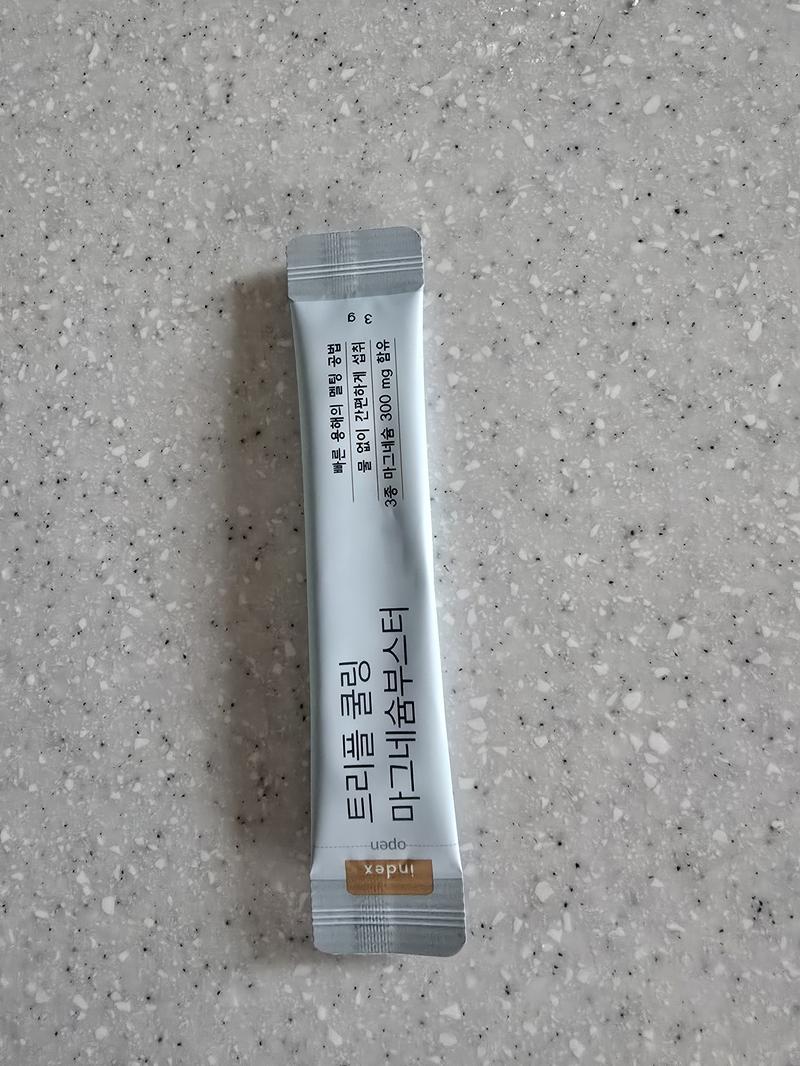 index
open
트리플 쿨링
마그네슘부스터
빠른 용해의 멜팅 공법
물 없이 간편하게 섭취
3종 마그네슘 300 mg 함유
3 g